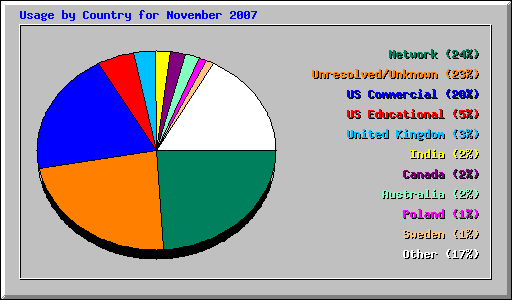 Usage by Country for November 2007
Network (24%)
Unresolved/Unknown (23%)
US Commercial (20%)
US Educational (5%)
United Kingdom (3%)
India (2%)
Canada (2%)
Australia (2%)
Poland (1%)
Sweden (1%)
Other (17%)